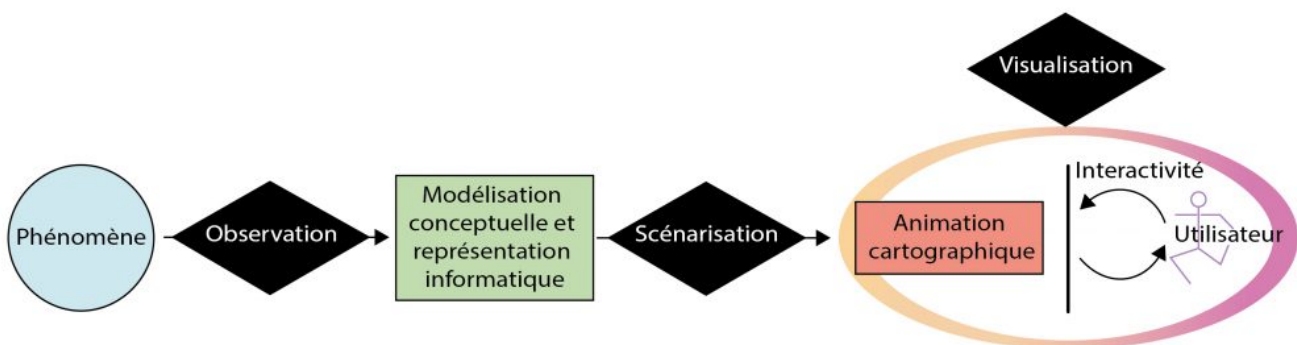 Visualisation
Phénomène
Observation
Modélisation
conceptuelle et
représentation
informatique
Scénarisation
Animation
cartographique
Interactivité
Utilisateur